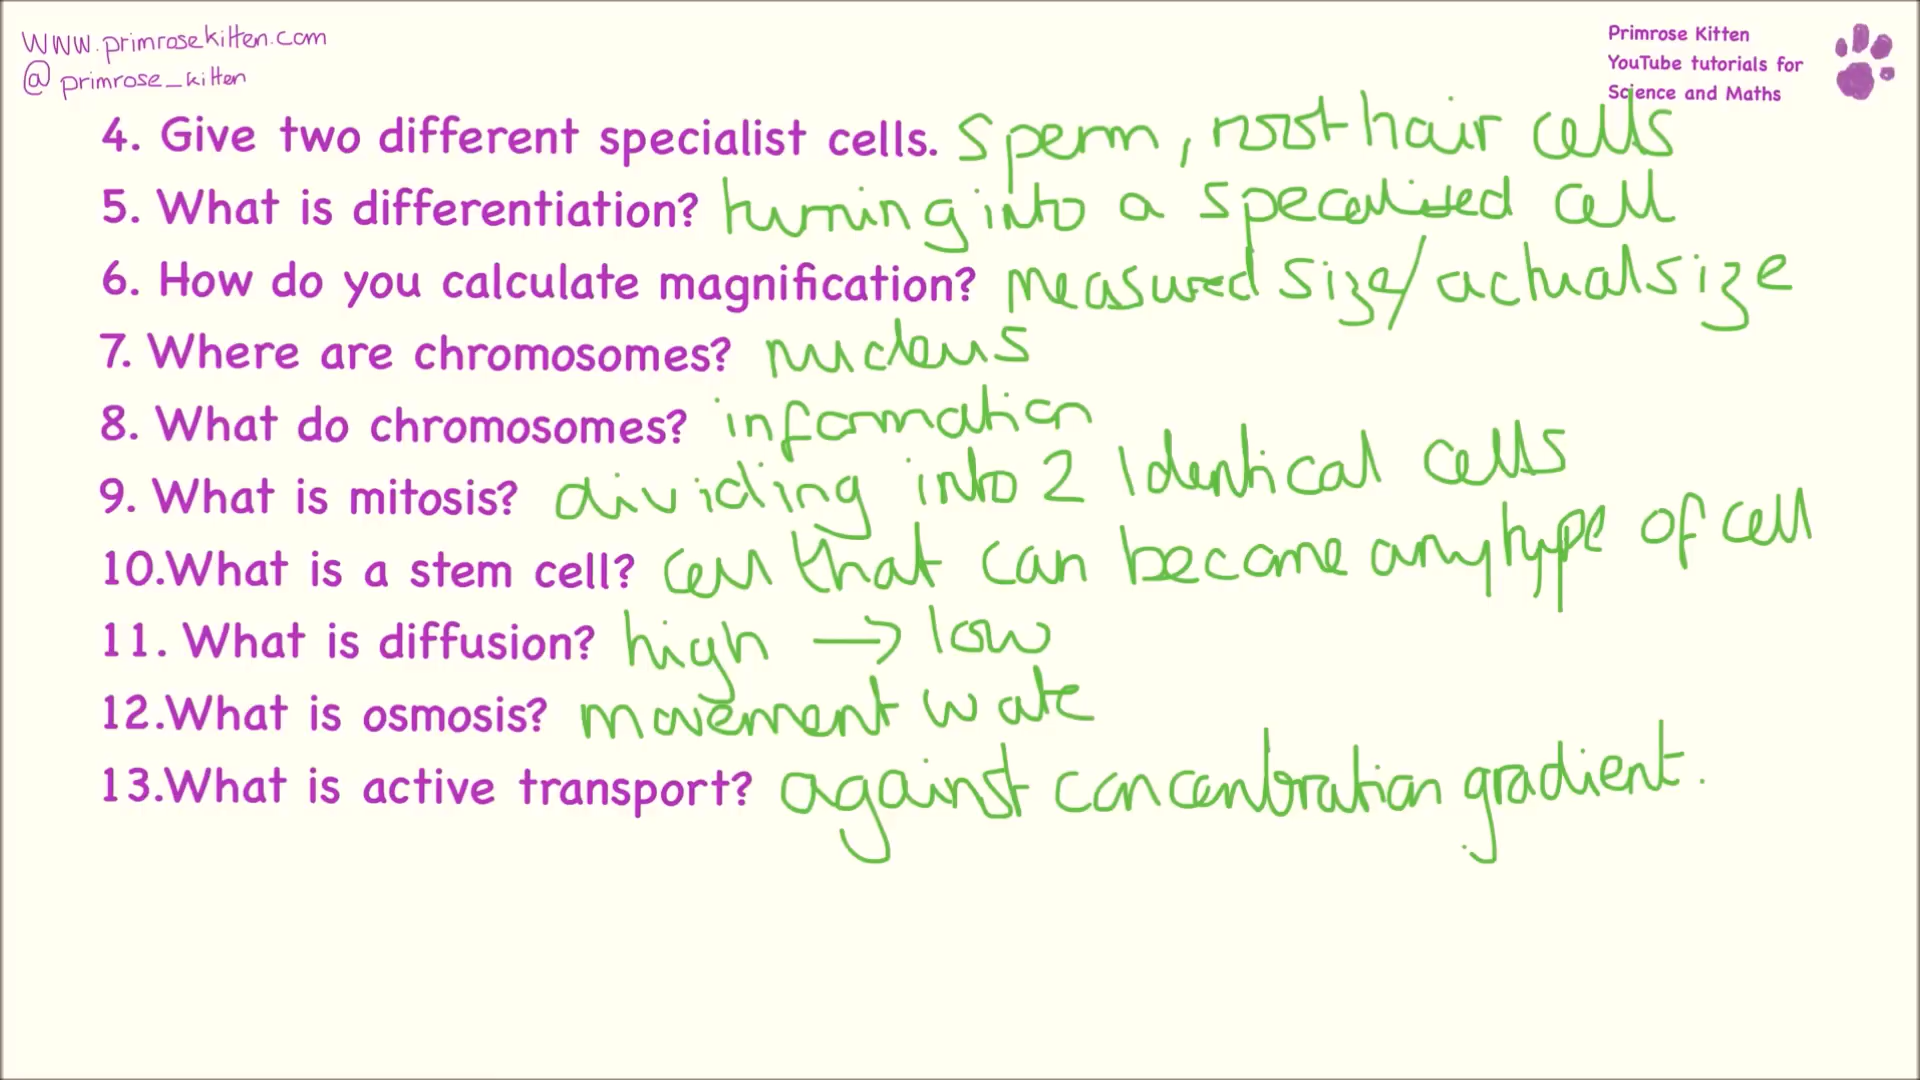 www.primrosekitten.com
@primrose_kitten
Primrose Kitten
YouTube tutorials for
Science and Maths
4. Give two different specialist cells. Sperm, root hair cells
5. What is differentiation? turning into a specalised cell
6. How do you calculate magnification? measured size/actual size
7. Where are chromosomes? nucleus
8. What do chromosomes? information
9. What is mitosis? dividing into 2 identical cells
10.What is a stem cell? cell that can become any type of cell
11. What is diffusion? high → low
12.What is osmosis? movement wate
13.What is active transport? against concentration gradient.